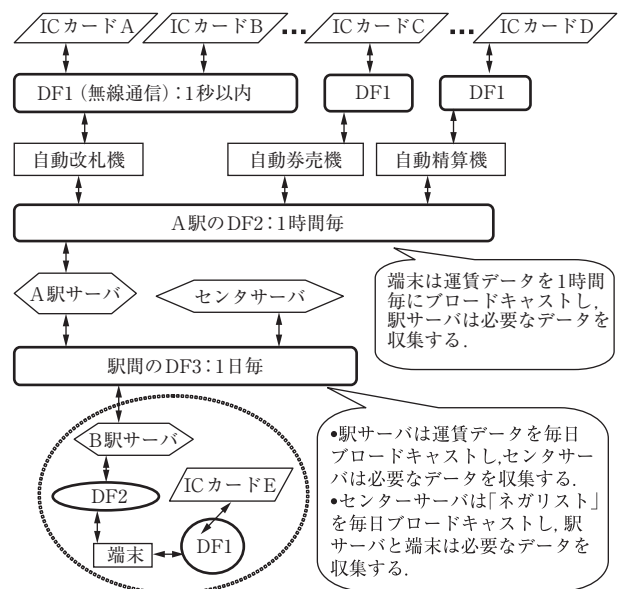 ICカードA ICカードB … ICカードC … ICカードD
DF1（無線通信）：1秒以内 DF1 DF1
自動改札機 自動券売機 自動精算機
A駅のDF2：1時間毎
端末は運賃データを1時間
毎にブロードキャストし，
駅サーバは必要なデータを
収集する．
A駅サーバ センタサーバ
駅間のDF3：1日毎
•駅サーバは運賃データを毎日
ブロードキャストし,センタサー
バは必要なデータを収集する.
•センターサーバは「ネガリスト」
を毎日ブロードキャストし, 駅
サーバと端末は必要なデータを
収集する.
B駅サーバ
DF2 ICカードE
端末 DF1